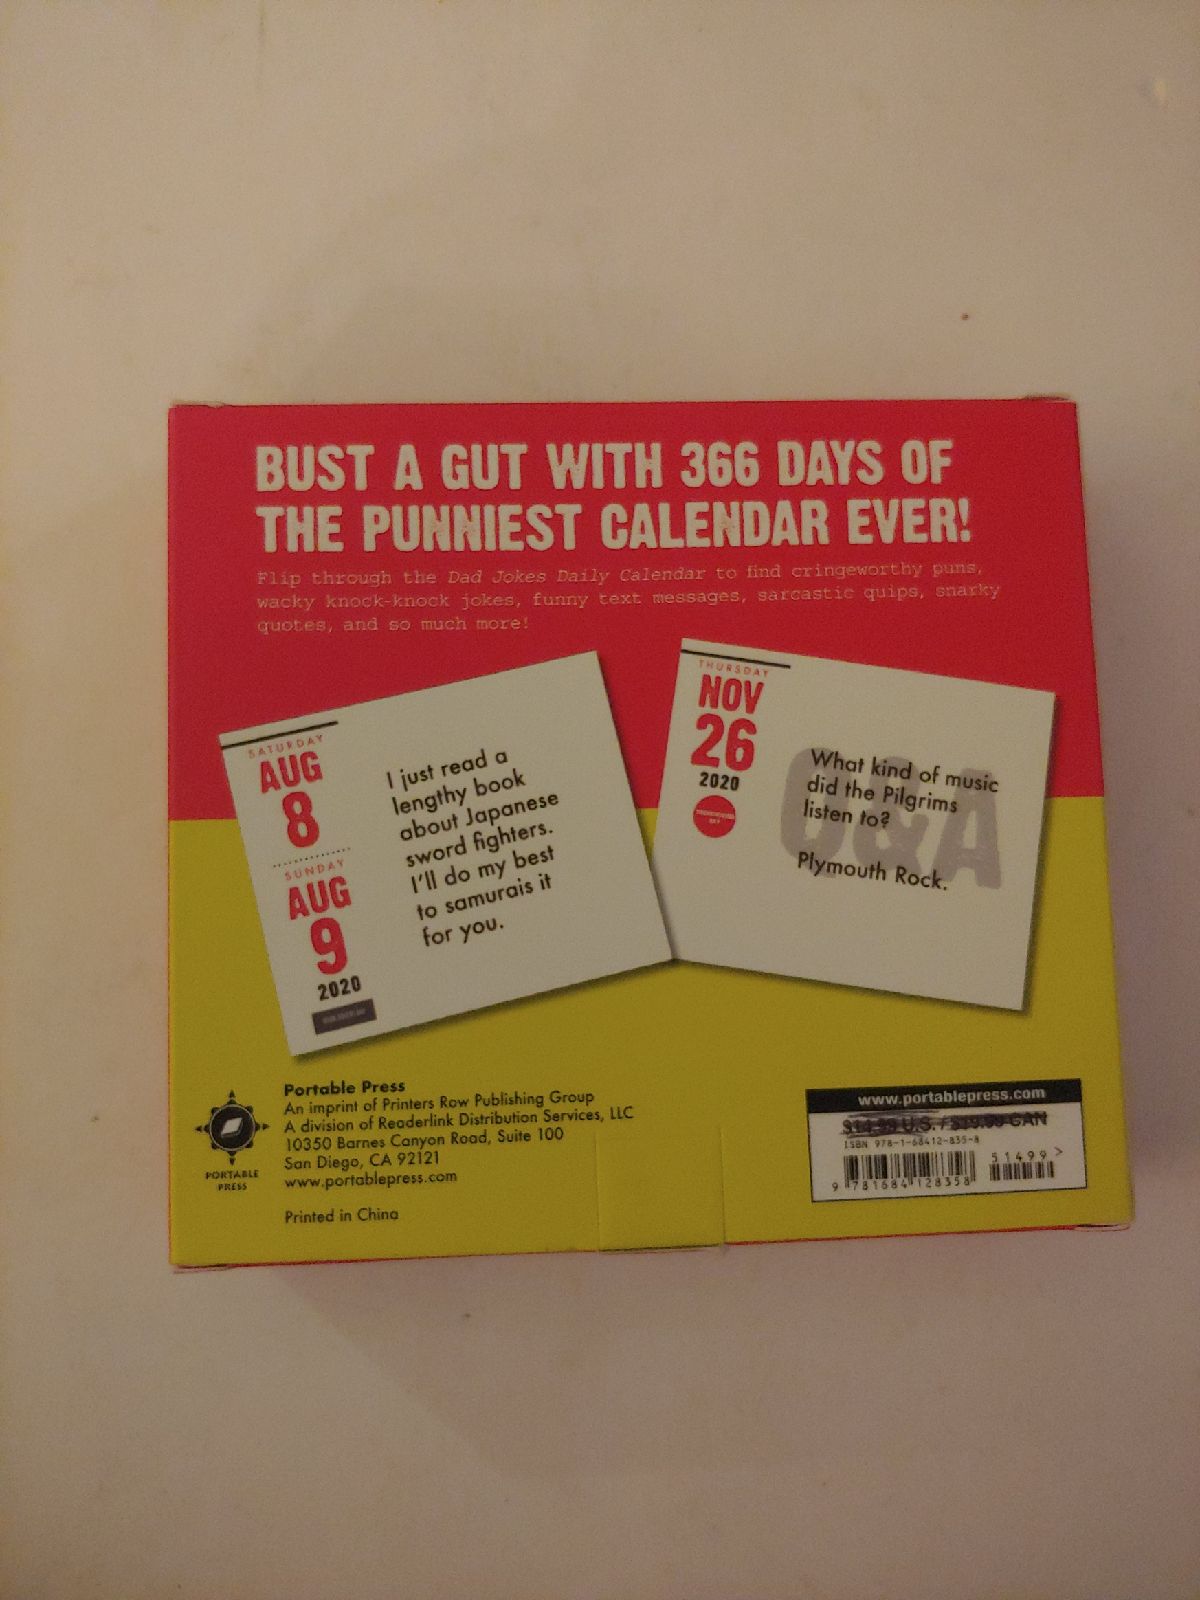 BUST A GUT WITH 366 DAYS OF
THE PUNNIEST CALENDAR EVER!
Flip through the Dad Jokes Daily Calendar to find cringeworthy puns,
wacky knock-knock jokes, funny text messages, sarcastic quips, snarky
quotes, and so much more!
SATURDAY
AUG
8
SUNDAY
AUG
9
2020
I just read a
lengthy book
about Japanese
sword fighters.
I'll do my best
to samurais it
for you.
THURSDAY
NOV
26
2020
Q&A
What kind of music
did the Pilgrims
listen to?
Plymouth Rock.
PORTABLE
PRESS
Portable Press
An imprint of Printers Row Publishing Group
A division of Readerlink Distribution Services, LLC
10350 Barnes Canyon Road, Suite 100
San Diego, CA 92121
www.portablepress.com
Printed in China
www.portablepress.com
$14.99 U.S. / $19.99 CAN
ISBN 978-1-68412-835-8
51499 >
9 781684 128358